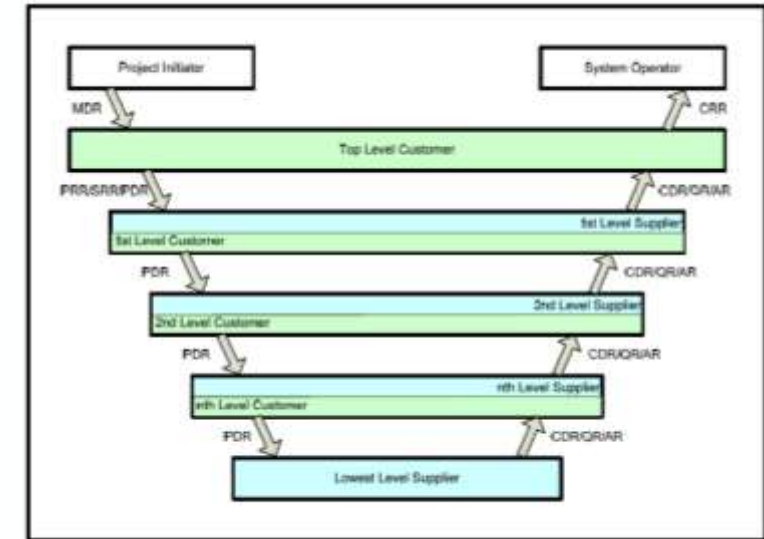 Project Initiator
System Operator
MDR
CRR
Top Level Customer
PRR/SRR/PDR
CDR/QR/AR
1st Level Supplier
1st Level Customer
PDR
CDR/QR/AR
2nd Level Supplier
2nd Level Customer
PDR
CDR/QR/AR
nth Level Supplier
nth Level Customer
PDR
CDR/QR/AR
Lowest Level Supplier